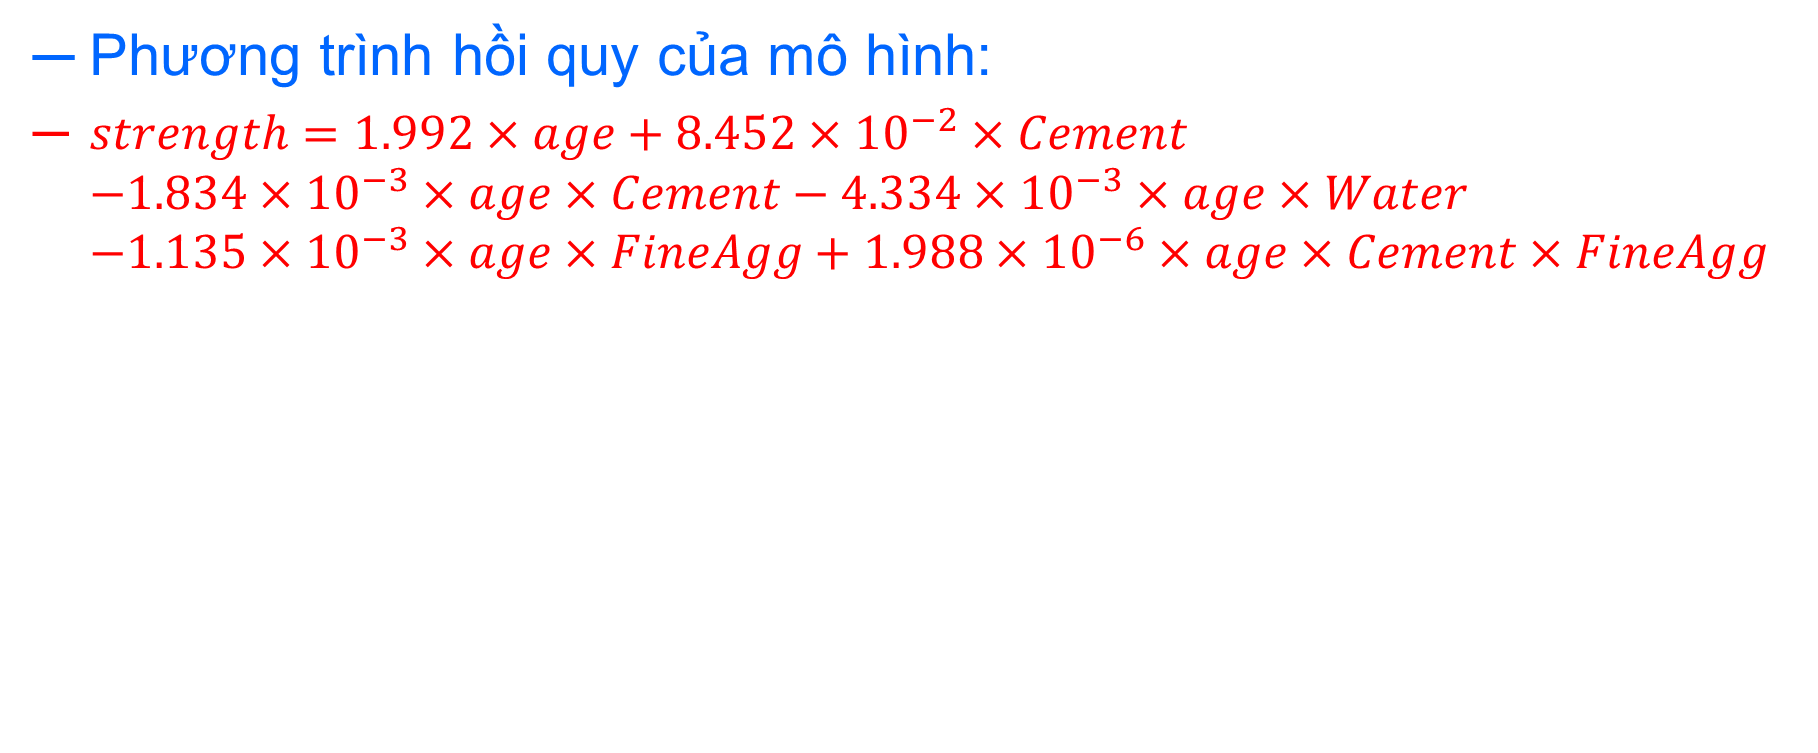 — Phương trình hồi quy của mô hình:
— strength = 1.992 × age + 8.452 × 10⁻² × Cement
−1.834 × 10⁻³ × age × Cement − 4.334 × 10⁻³ × age × Water
−1.135 × 10⁻³ × age × FineAgg + 1.988 × 10⁻⁶ × age × Cement × FineAgg